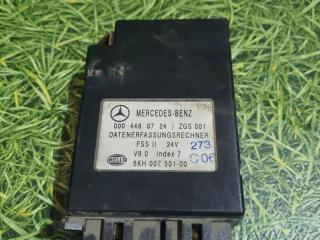 MERCEDES-BENZ
000 446 07 24 / ZGS 001
DATENERFASSUNGSRECHNER
FSS II 24V 273
V8.0 Index 7 C06
HELLA 5KH 007 501-00